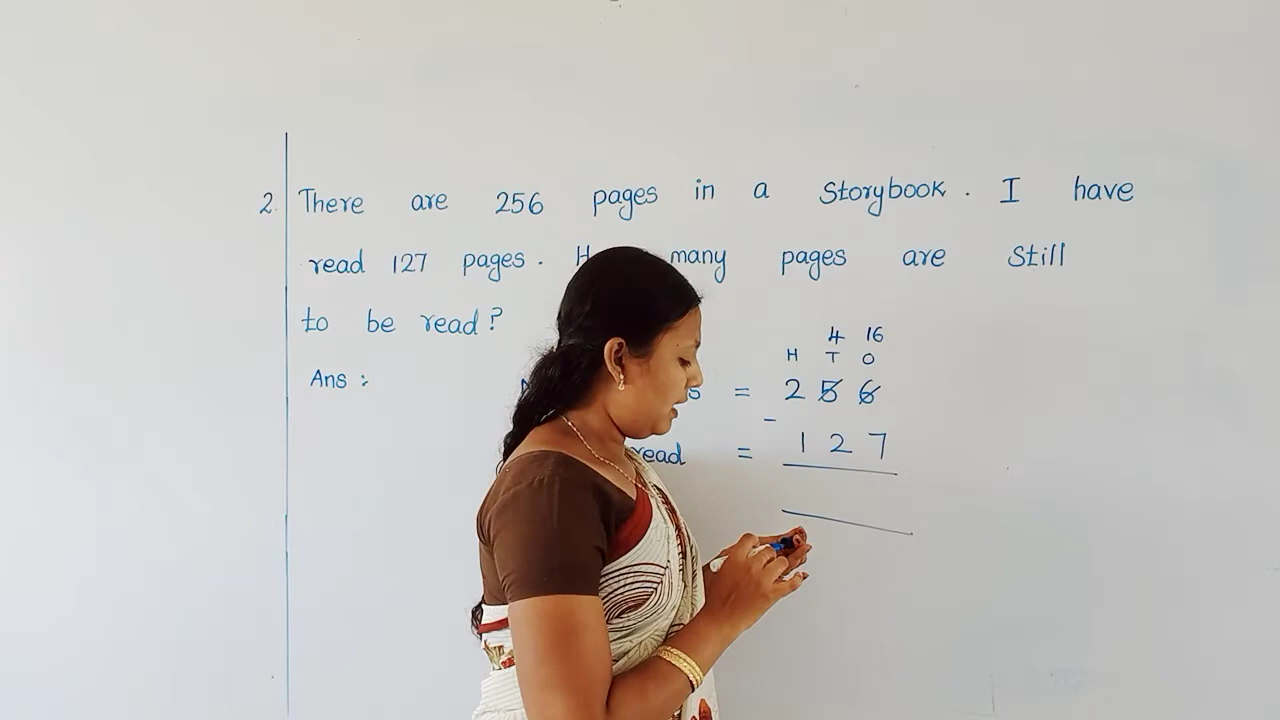 2. There are 256 pages in a Storybook. I have
read 127 pages. many pages are still
to be read?
4 16
H T O
Ans : = 2 5 6
-
read = 1 2 7